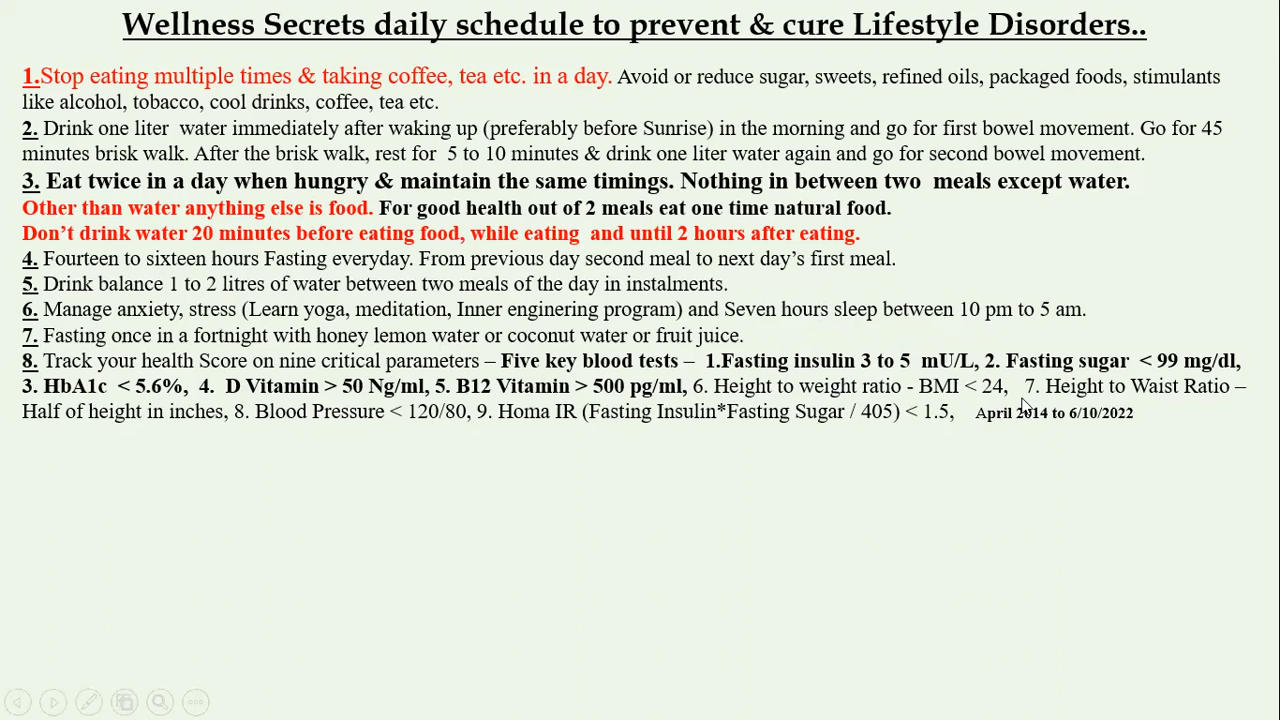 Wellness Secrets daily schedule to prevent & cure Lifestyle Disorders..
1.Stop eating multiple times & taking coffee, tea etc. in a day. Avoid or reduce sugar, sweets, refined oils, packaged foods, stimulants
like alcohol, tobacco, cool drinks, coffee, tea etc.
2. Drink one liter  water immediately after waking up (preferably before Sunrise) in the morning and go for first bowel movement. Go for 45
minutes brisk walk. After the brisk walk, rest for  5 to 10 minutes & drink one liter water again and go for second bowel movement.
3. Eat twice in a day when hungry & maintain the same timings. Nothing in between two  meals except water.
Other than water anything else is food. For good health out of 2 meals eat one time natural food.
Don’t drink water 20 minutes before eating food, while eating  and until 2 hours after eating.
4. Fourteen to sixteen hours Fasting everyday. From previous day second meal to next day’s first meal.
5. Drink balance 1 to 2 litres of water between two meals of the day in instalments.
6. Manage anxiety, stress (Learn yoga, meditation, Inner enginering program) and Seven hours sleep between 10 pm to 5 am.
7. Fasting once in a fortnight with honey lemon water or coconut water or fruit juice.
8. Track your health Score on nine critical parameters – Five key blood tests –  1.Fasting insulin 3 to 5  mU/L, 2. Fasting sugar  < 99 mg/dl,
3. HbA1c  < 5.6%,  4.  D Vitamin > 50 Ng/ml, 5. B12 Vitamin > 500 pg/ml, 6. Height to weight ratio - BMI < 24,   7. Height to Waist Ratio –
Half of height in inches, 8. Blood Pressure < 120/80, 9. Homa IR (Fasting Insulin*Fasting Sugar / 405) < 1.5,    April 2014 to 6/10/2022